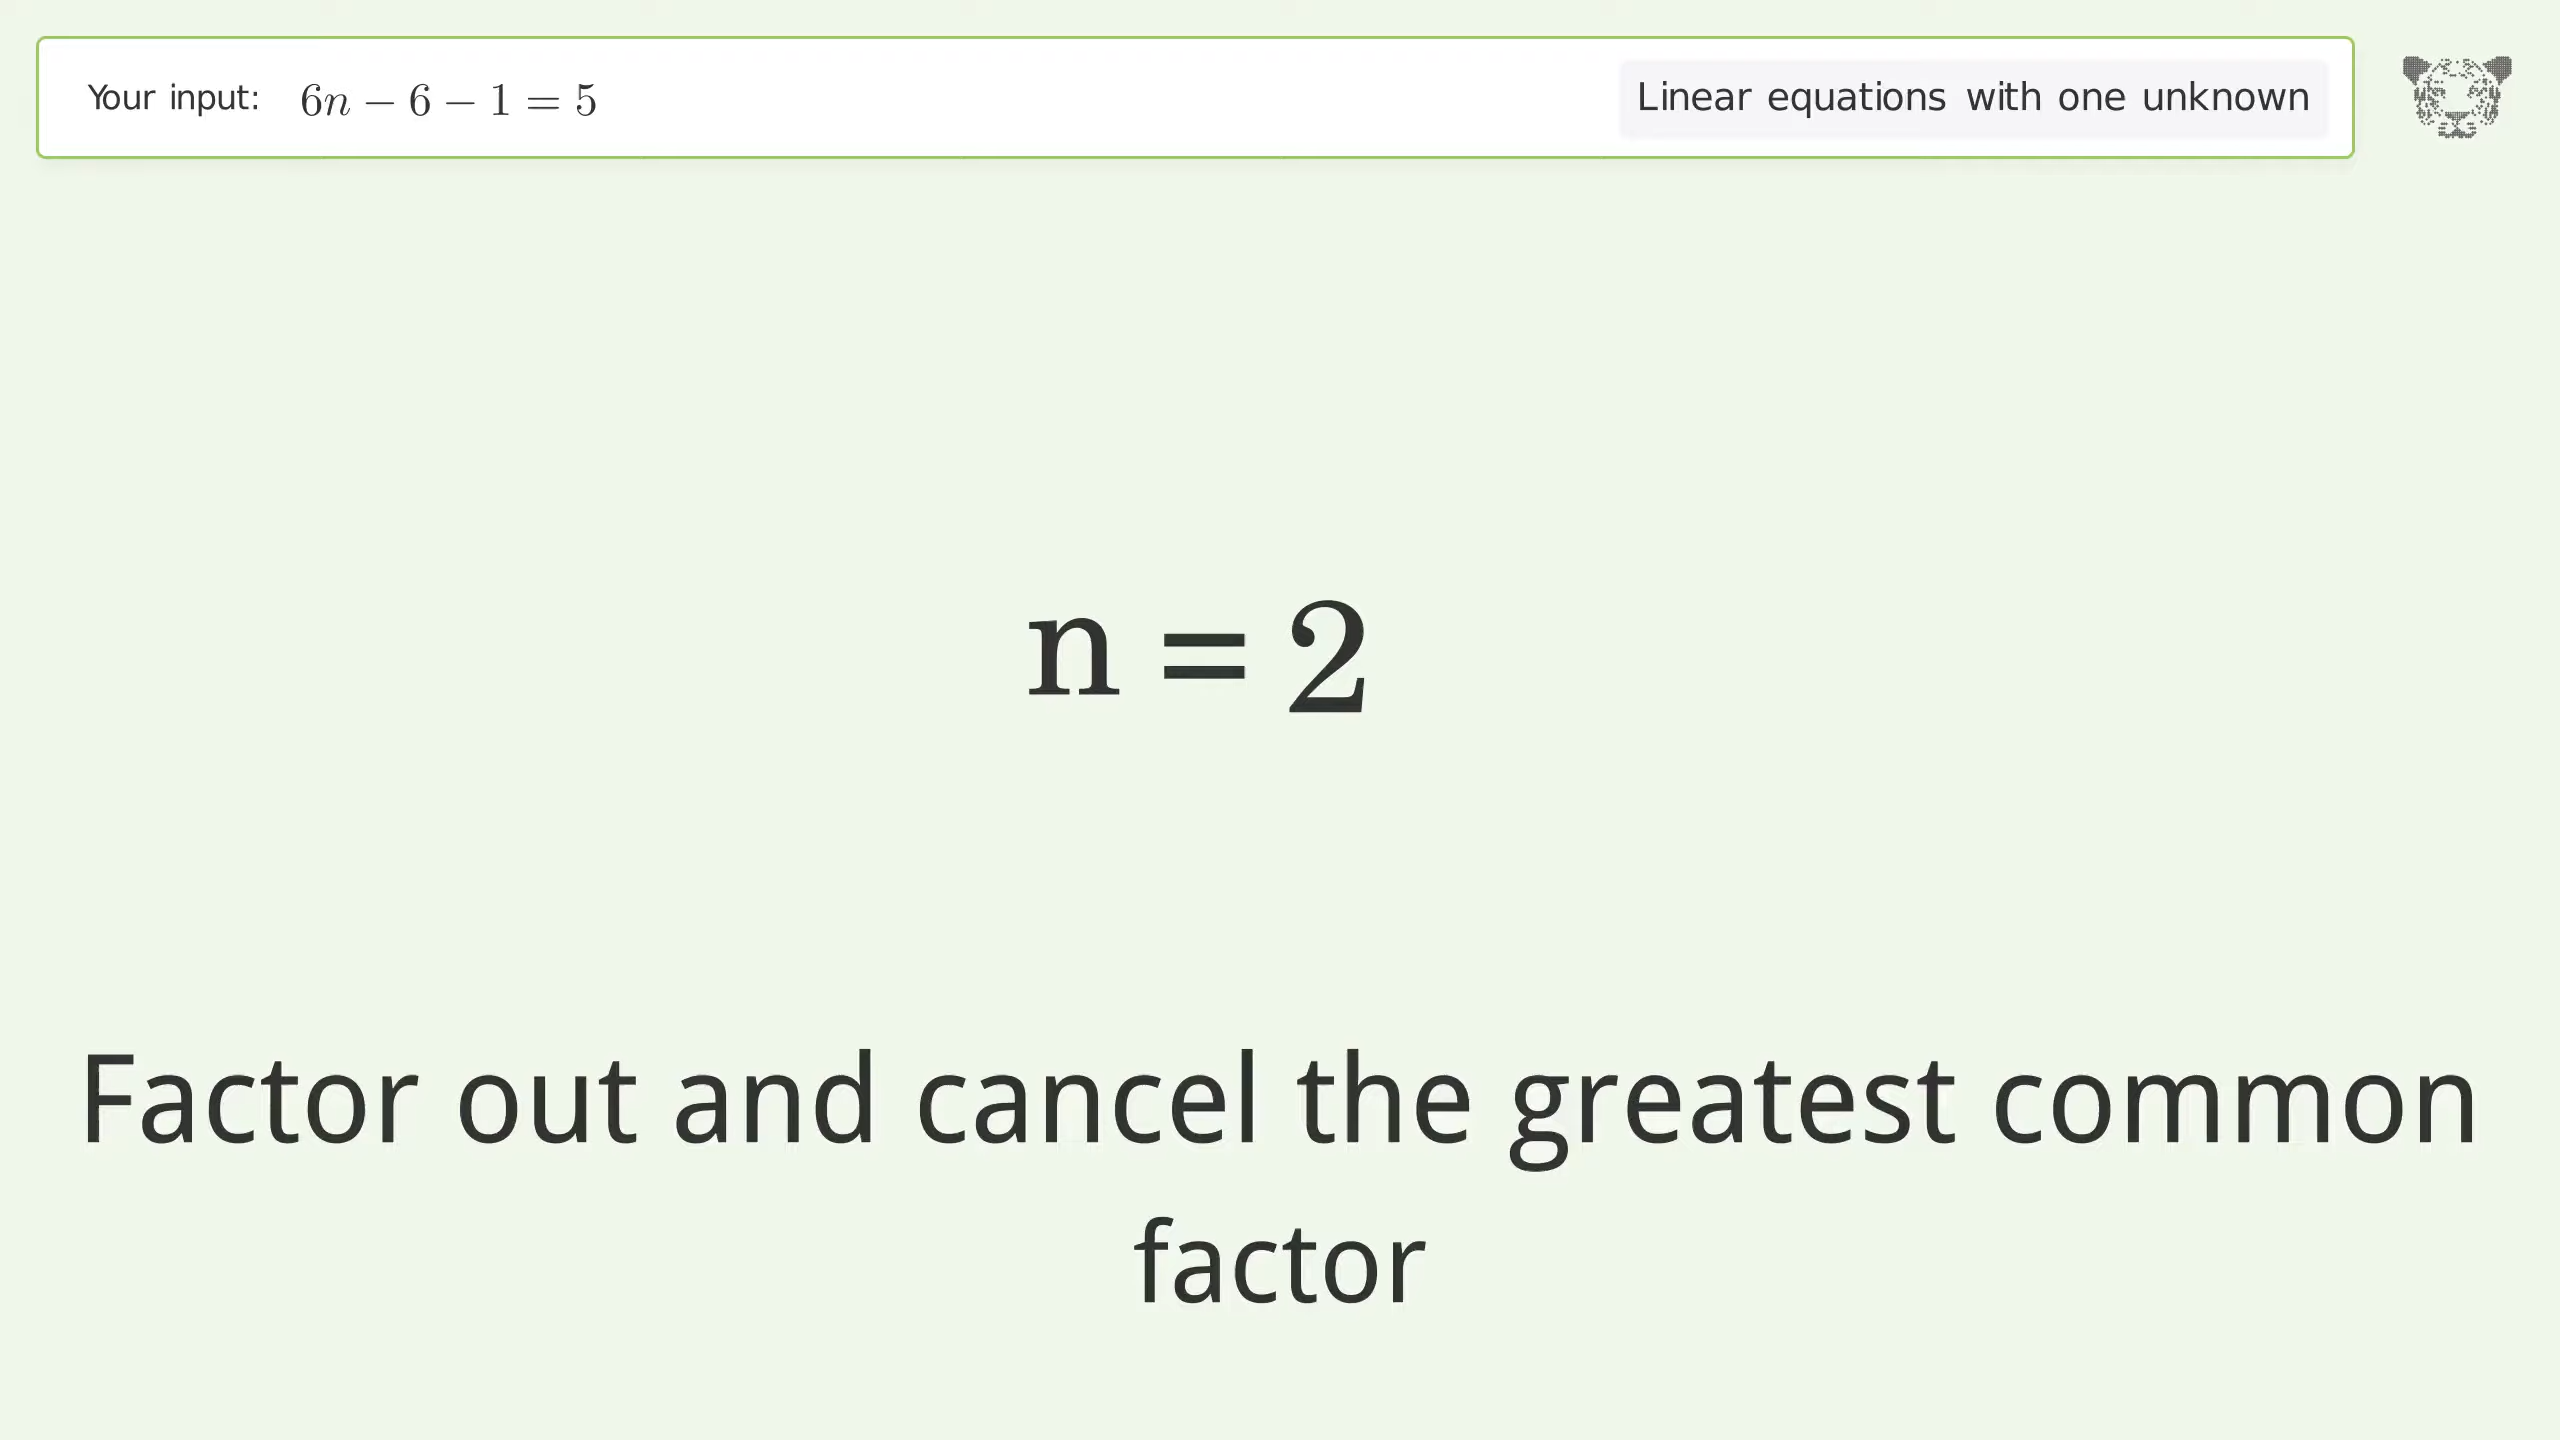 Your input: 6n − 6 − 1 = 5
Linear equations with one unknown
n = 2
Factor out and cancel the greatest common
factor